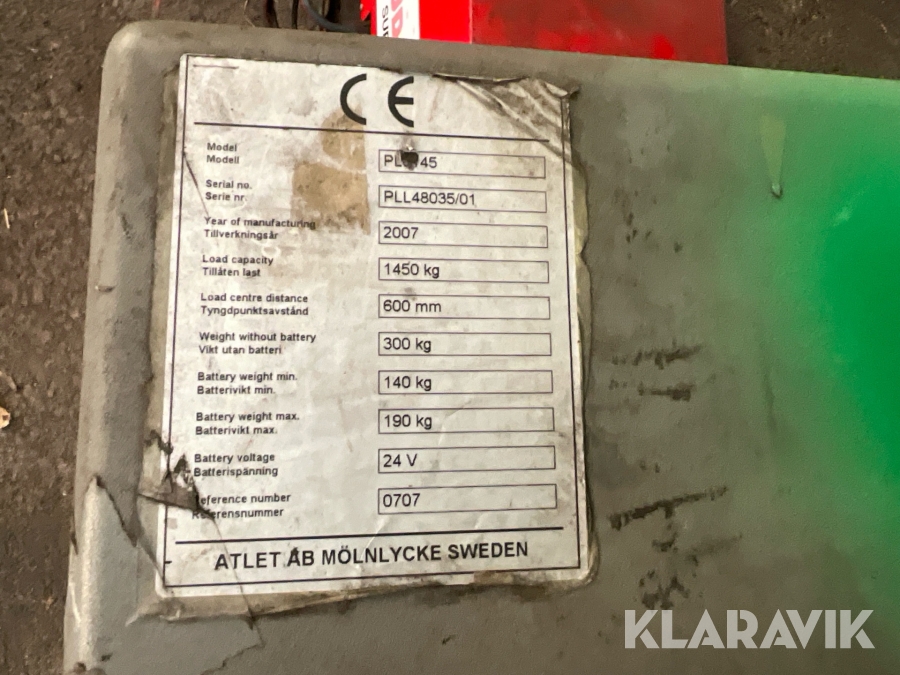 CE
Model
Modell
Serial no.
Serie nr.
PLL48035/01
Year of manufacturing
Tillverkningsår
2007
Load capacity
Tillåten last
1450 kg
Load centre distance
Tyngdpunktsavstånd
600 mm
Weight without battery
Vikt utan batteri
300 kg
Battery weight min.
Batterivikt min.
140 kg
Battery weight max.
Batterivikt max.
190 kg
Battery voltage
Batterispänning
24 V
Reference number
Referensnummer
0707
ATLET AB MÖLNLYCKE SWEDEN
KLARAVIK